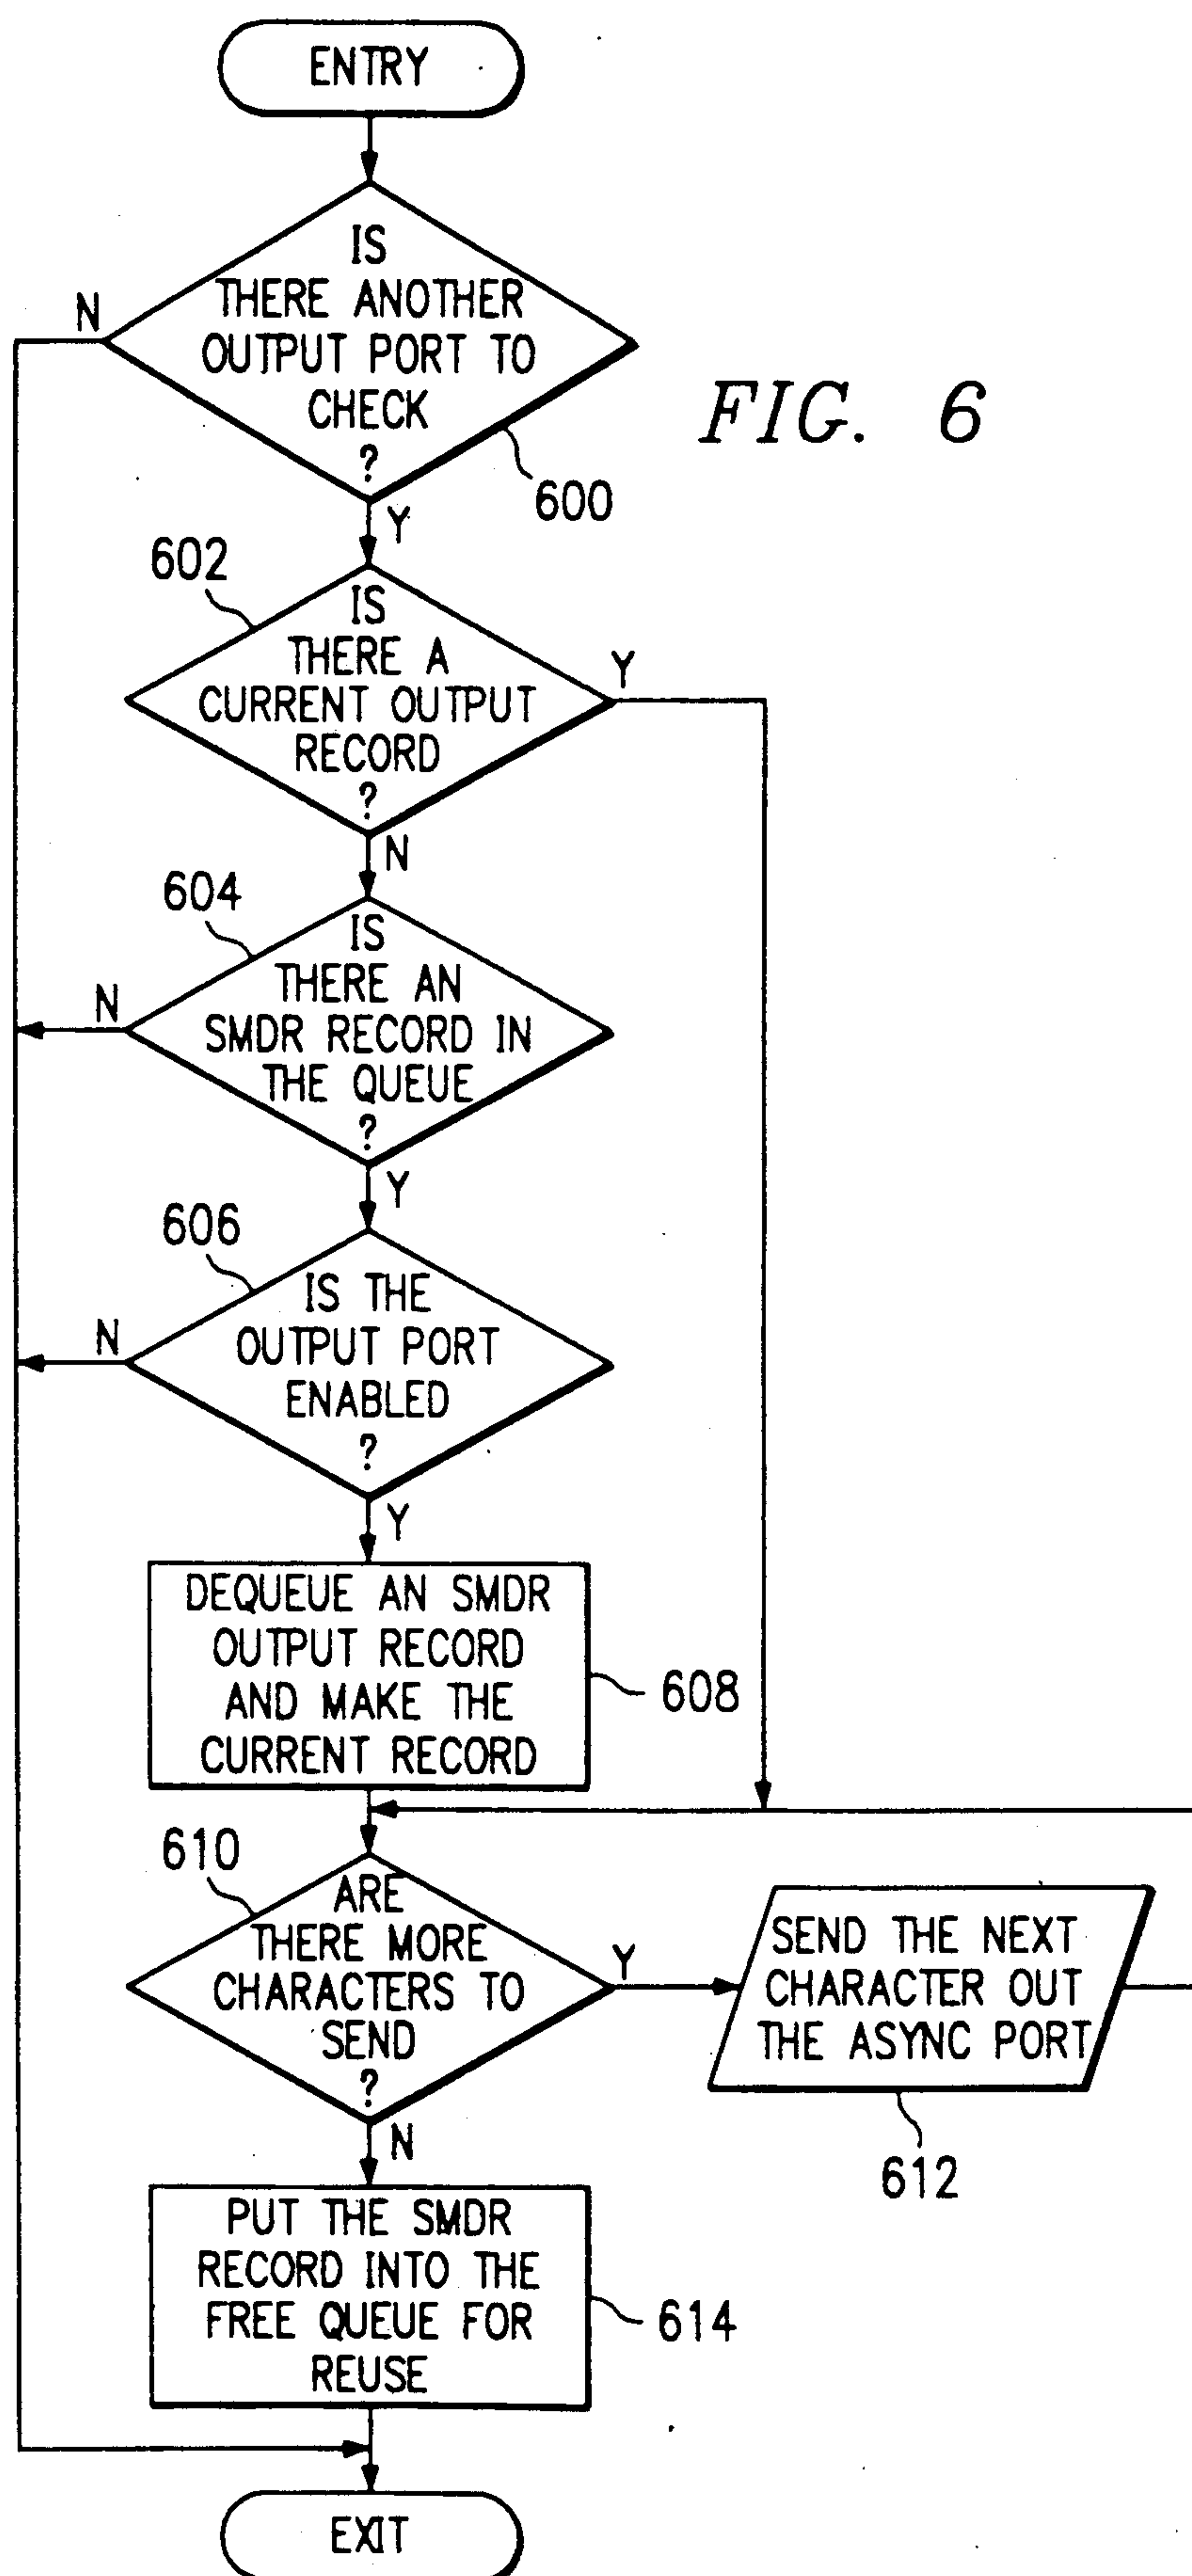 ENTRY
IS
THERE ANOTHER
OUTPUT PORT TO
CHECK
?
N
Y
600
FIG. 6
602
IS
THERE A
CURRENT OUTPUT
RECORD
?
Y
N
604
IS
THERE AN
SMDR RECORD IN
THE QUEUE
?
N
Y
606
IS THE
OUTPUT PORT
ENABLED
?
N
Y
DEQUEUE AN SMDR
OUTPUT RECORD
AND MAKE THE
CURRENT RECORD
608
610
ARE
THERE MORE
CHARACTERS TO
SEND
?
Y
N
SEND THE NEXT
CHARACTER OUT
THE ASYNC PORT
612
PUT THE SMDR
RECORD INTO THE
FREE QUEUE FOR
REUSE
614
EXIT